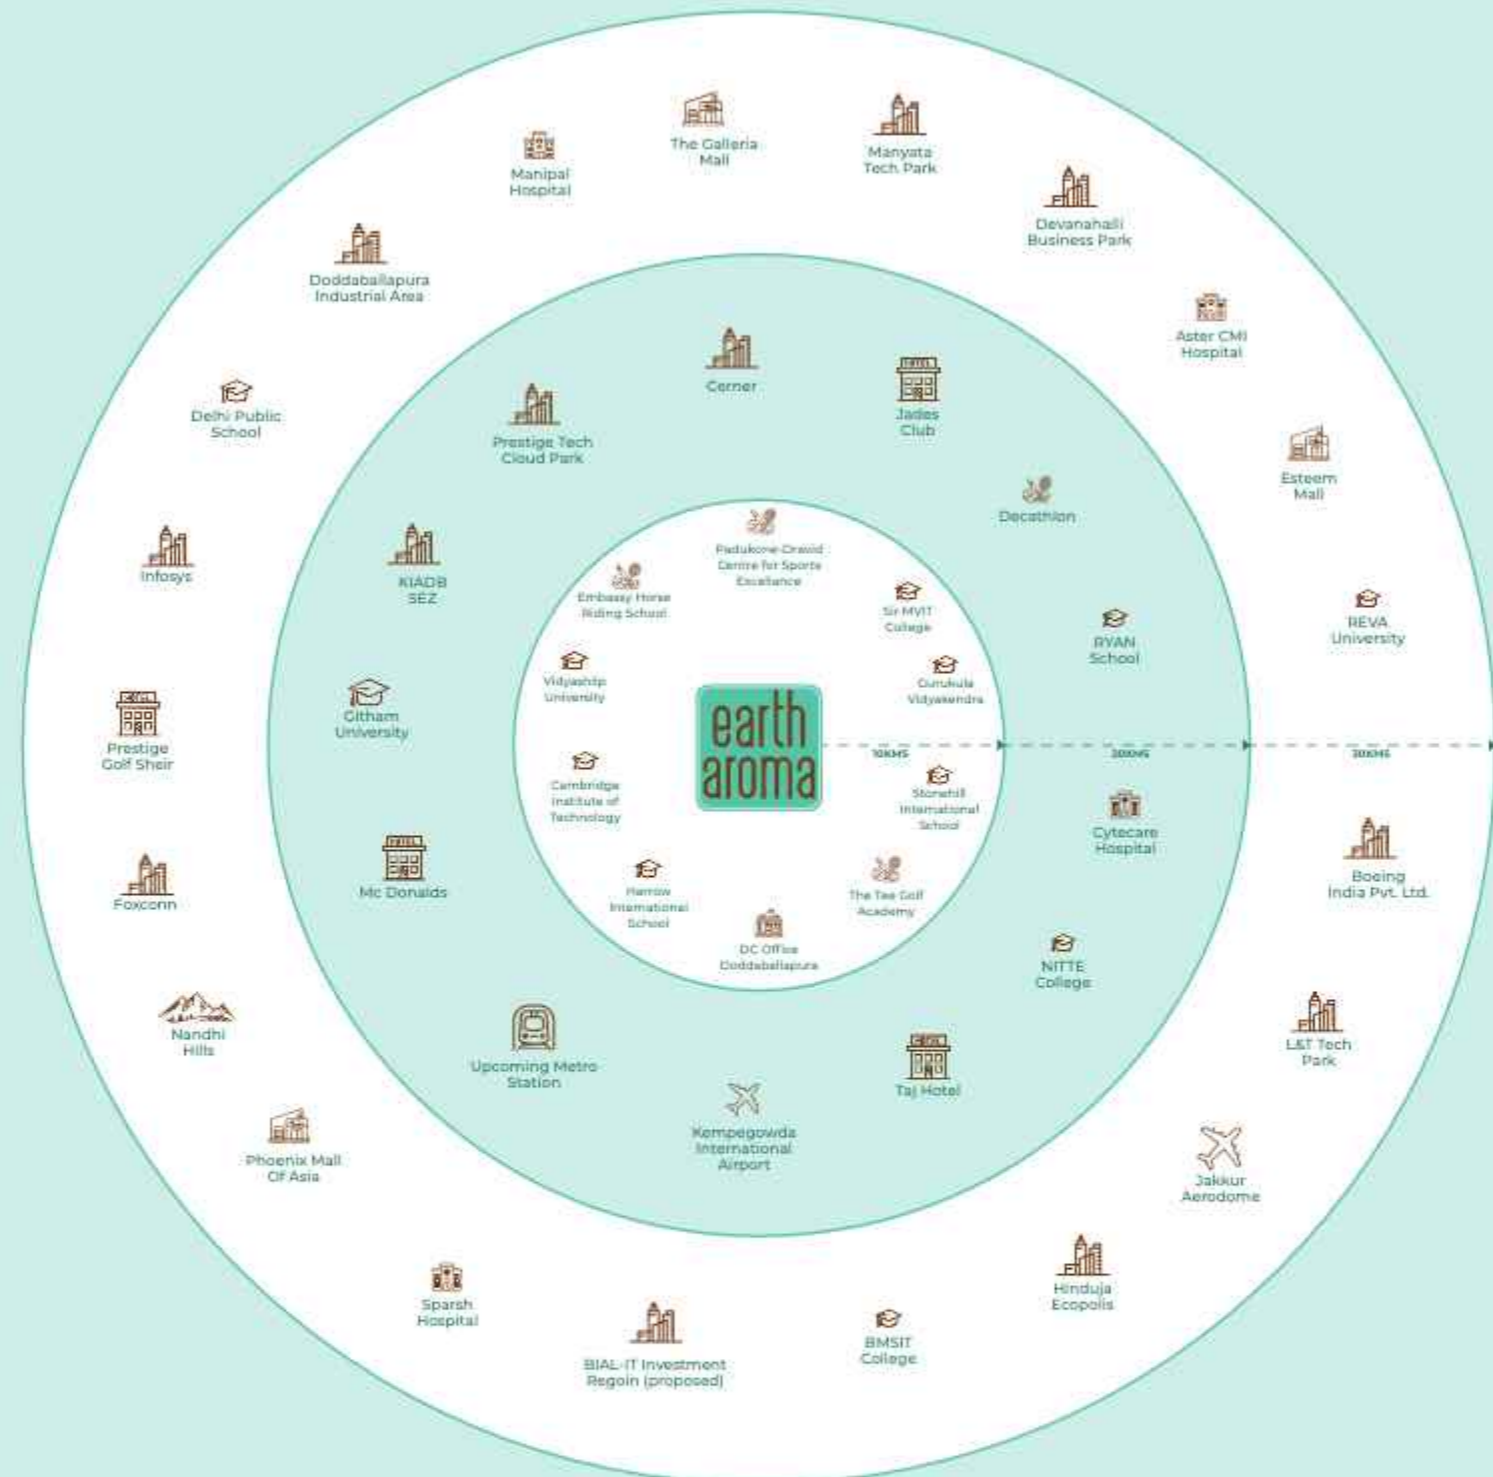 The Galleria
Mall
Manyata
Tech Park
Manipal
Hospital
Devanahalli
Business Park
Doddaballapura
Industrial Area
Aster CMI
Hospital
Delhi Public
School
Esteem
Mall
Infosys
REVA
University
Prestige
Golf Sheir
Boeing
India Pvt. Ltd.
Foxconn
L&T Tech
Park
Nandhi
Hills
Jakkur
Aerodome
Phoenix Mall
Of Asia
Hinduja
Ecopolis
Sparsh
Hospital
BMSIT
College
BIAL-IT Investment
Regoin (proposed)
Cerner
Jades
Club
Prestige Tech
Cloud Park
Decathlon
KIADB
SEZ
RYAN
School
Githam
University
Cytecare
Hospital
Mc Donalds
NITTE
College
Upcoming Metro
Station
Taj Hotel
Kempegowda
International
Airport
Padukone-Dravid
Centre for Sports
Excellance
Embassy Horse
Riding School
Sir MVIT
College
Vidyashilp
University
Gurukula
Vidyakendra
Cambridge
Institute of
Technology
Stonehill
International
School
Harrow
International
School
The Tee Golf
Academy
DC Office
Doddaballapura
earth
aroma
10KMS
30KMS